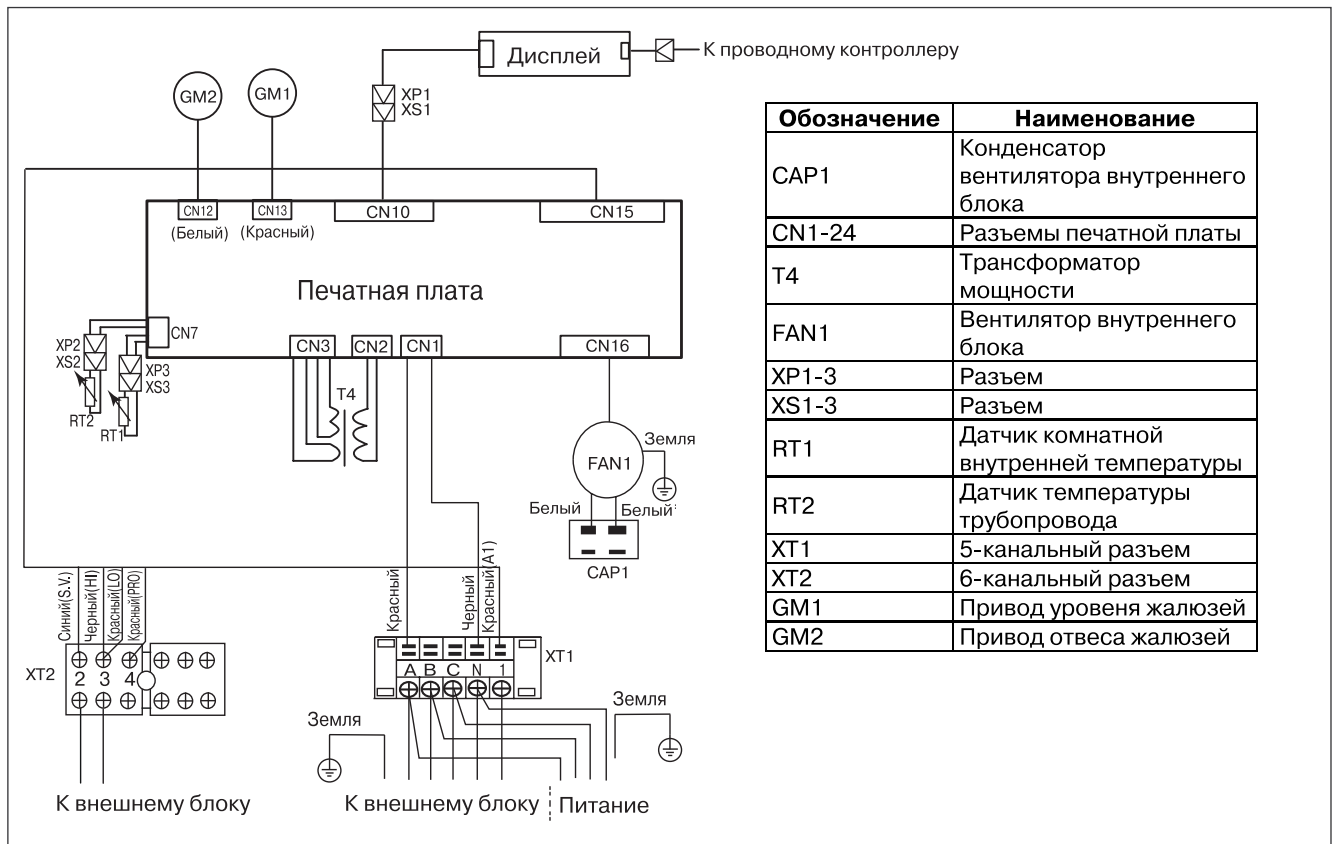 Дисплей
К проводному контроллеру
GM2
GM1
XP1
XS1
CN12
CN13
CN10
CN15
(Белый)
(Красный)
Печатная плата
CN7
XP2
XS2
XP3
XS3
RT2
RT1
CN3
CN2
CN1
CN16
T4
FAN1
Земля
Белый
Белый
CAP1
Синий(S.V.)
Черный(HI)
Красный(LO)
Красный(PRO)
Красный
Черный
Красный(A1)
XT2
2 3 4
XT1
A B C N 1
Земля
Земля
К внешнему блоку
К внешнему блоку
Питание
Обозначение Наименование
CAP1 Конденсатор
вентилятора внутреннего
блока
CN1-24 Разъемы печатной платы
T4 Трансформатор
мощности
FAN1 Вентилятор внутреннего
блока
XP1-3 Разъем
XS1-3 Разъем
RT1 Датчик комнатной
внутренней температуры
RT2 Датчик температуры
трубопровода
XT1 5-канальный разъем
XT2 6-канальный разъем
GM1 Привод уровеня жалюзей
GM2 Привод отвеса жалюзей